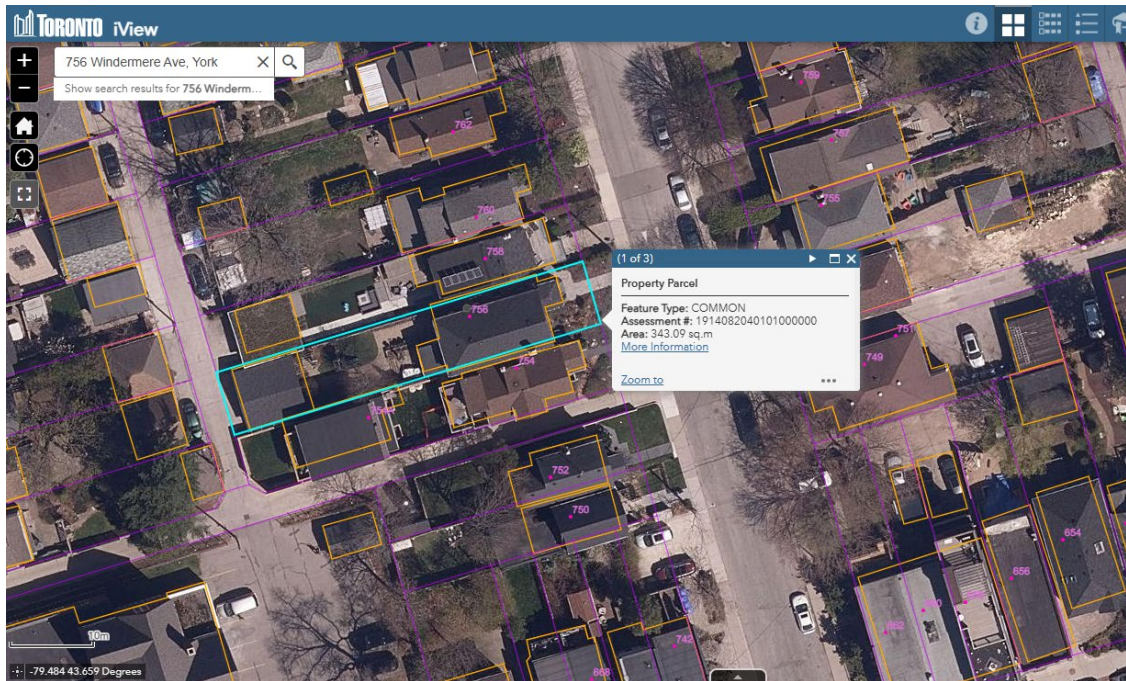 TORONTO iView
756 Windermere Ave, York
Show search results for 756 Winderm...
759
757
762
755
760
758
756
754
(1 of 3)
Property Parcel
Feature Type: COMMON
Assessment #: 1914082040101000000
Area: 343.09 sq.m
More Information
Zoom to
751
749
752
750
654
656
662
742
668
10m
-79.484 43.659 Degrees